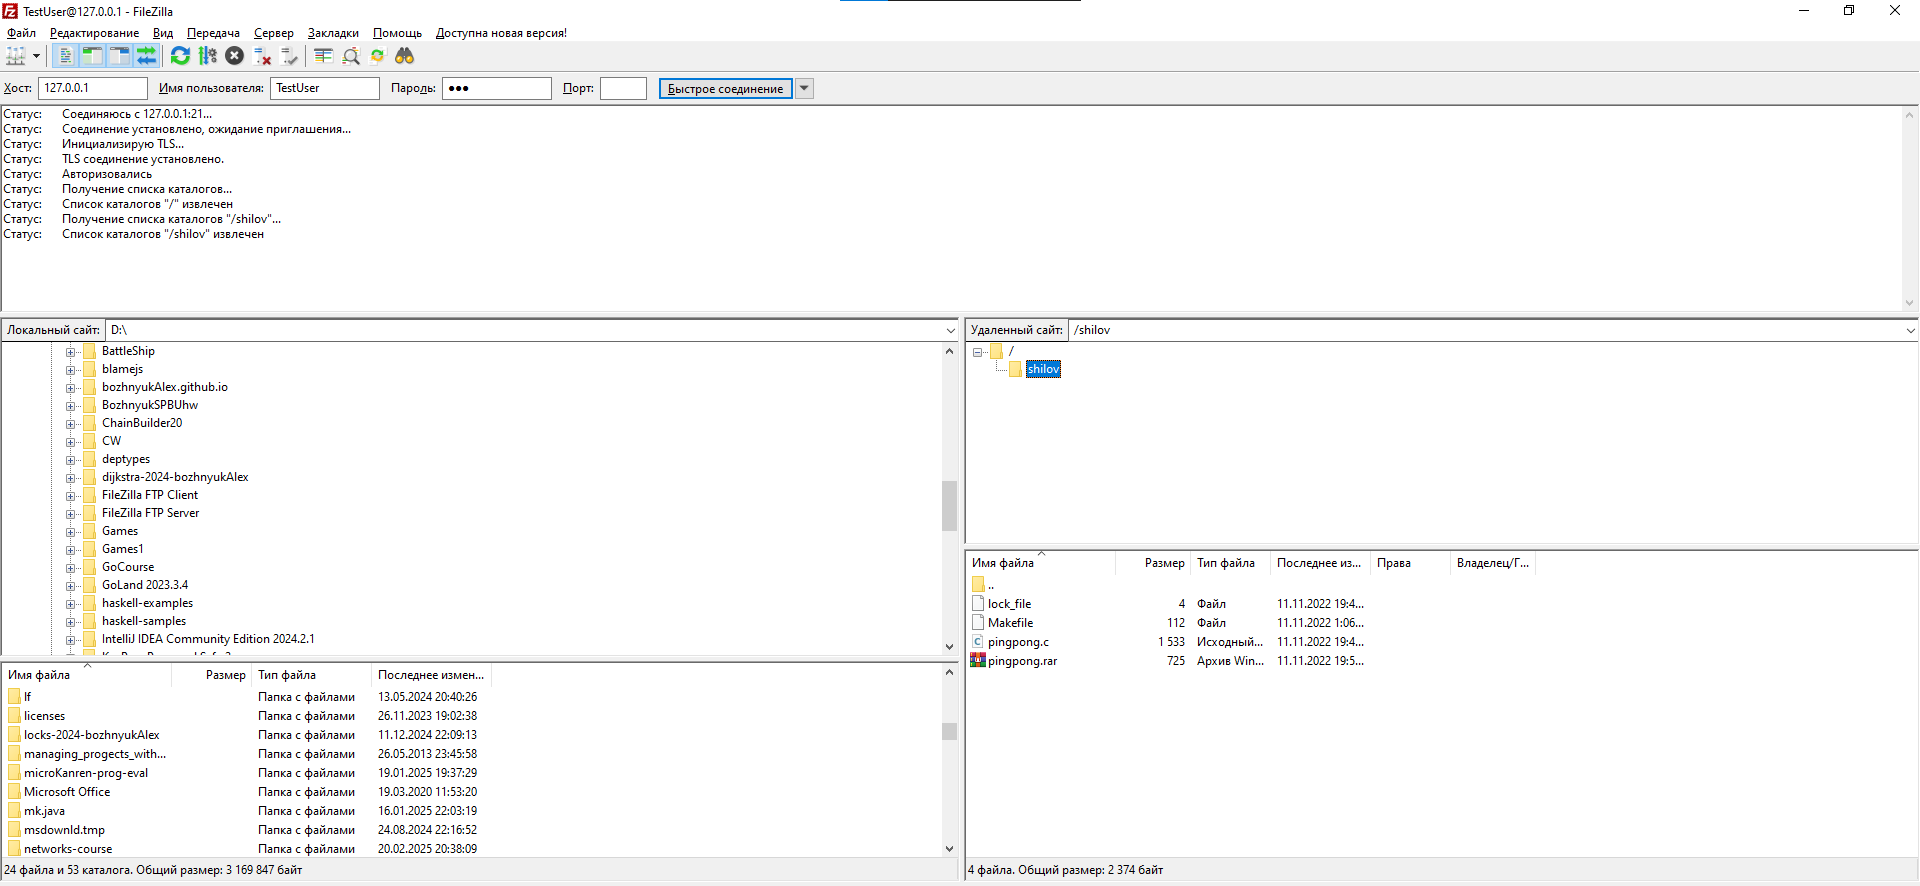 TestUser@127.0.0.1 - FileZilla
Файл Редактирование Вид Передача Сервер Закладки Помощь Доступна новая версия!
Хост: 127.0.0.1 Имя пользователя: TestUser Пароль: ●●● Порт: Быстрое соединение
Статус: Соединяюсь с 127.0.0.1:21...
Статус: Соединение установлено, ожидание приглашения...
Статус: Инициализирую TLS...
Статус: TLS соединение установлено.
Статус: Авторизовались
Статус: Получение списка каталогов...
Статус: Список каталогов "/" извлечен
Статус: Получение списка каталогов "/shilov"...
Статус: Список каталогов "/shilov" извлечен
Локальный сайт: D:\
BattleShip
blamejs
bozhnyukAlex.github.io
BozhnyukSPBUhw
ChainBuilder20
CW
deptypes
dijkstra-2024-bozhnyukAlex
FileZilla FTP Client
FileZilla FTP Server
Games
Games1
GoCourse
GoLand 2023.3.4
haskell-examples
haskell-samples
IntelliJ IDEA Community Edition 2024.2.1
Имя файла Размер Тип файла Последнее измен...
lf Папка с файлами 13.05.2024 20:40:26
licenses Папка с файлами 26.11.2023 19:02:38
locks-2024-bozhnyukAlex Папка с файлами 11.12.2024 22:09:13
managing_progects_with... Папка с файлами 26.05.2013 23:45:58
microKanren-prog-eval Папка с файлами 19.01.2025 19:37:29
Microsoft Office Папка с файлами 19.03.2020 11:53:20
mk.java Папка с файлами 16.01.2025 22:03:19
msdownld.tmp Папка с файлами 24.08.2024 22:16:52
networks-course Папка с файлами 20.02.2025 20:38:09
24 файла и 53 каталога. Общий размер: 3 169 847 байт
Удаленный сайт: /shilov
/
shilov
Имя файла Размер Тип файла Последнее из... Права Владелец/Г...
..
lock_file 4 Файл 11.11.2022 19:4...
Makefile 112 Файл 11.11.2022 1:06...
pingpong.c 1 533 Исходный... 11.11.2022 19:4...
pingpong.rar 725 Архив Win... 11.11.2022 19:5...
4 файла. Общий размер: 2 374 байт